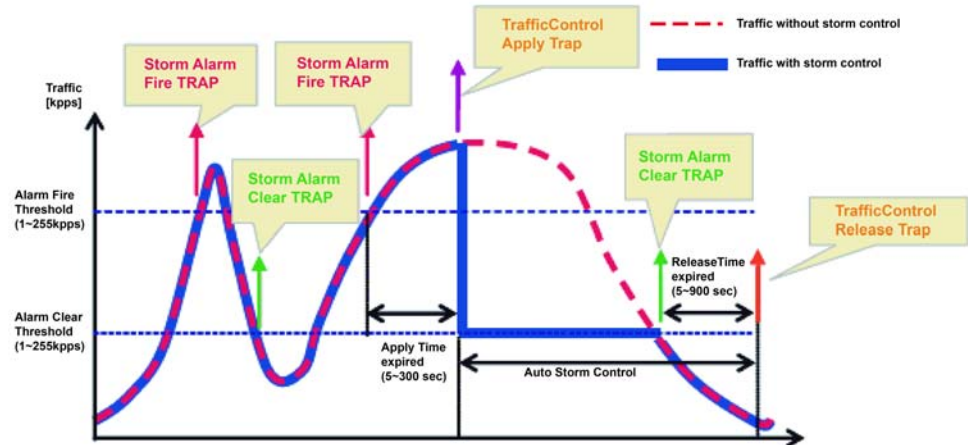 TrafficControl
Apply Trap
Traffic without storm control
Traffic with storm control
Storm Alarm
Fire TRAP
Storm Alarm
Fire TRAP
Traffic
[kpps]
Storm Alarm
Clear TRAP
Storm Alarm
Clear TRAP
Alarm Fire
Threshold
(1~255kpps)
TrafficControl
Release Trap
ReleaseTime
expired
(5~900 sec)
Alarm Clear
Threshold
(1~255kpps)
Apply Time
expired
(5~300 sec)
Auto Storm Control